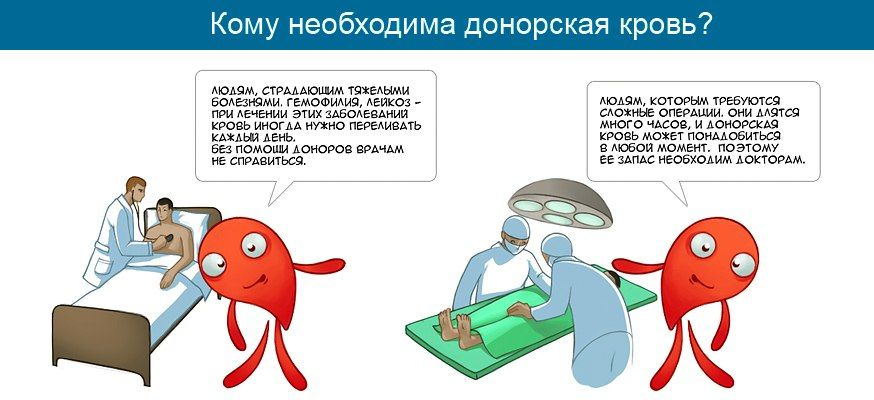 Кому необходима донорская кровь?
ЛЮДЯМ, СТРАДАЮЩИМ ТЯЖЕЛЫМИ
БОЛЕЗНЯМИ. ГЕМОФИЛИЯ, ЛЕЙКОЗ –
ПРИ ЛЕЧЕНИИ ЭТИХ ЗАБОЛЕВАНИЙ
КРОВЬ ИНОГДА НУЖНО ПЕРЕЛИВАТЬ
КАЖДЫЙ ДЕНЬ.
БЕЗ ПОМОЩИ ДОНОРОВ ВРАЧАМ
НЕ СПРАВИТЬСЯ.
ЛЮДЯМ, КОТОРЫМ ТРЕБУЮТСЯ
СЛОЖНЫЕ ОПЕРАЦИИ. ОНИ ДЛЯТСЯ
МНОГО ЧАСОВ, И ДОНОРСКАЯ
КРОВЬ МОЖЕТ ПОНАДОБИТЬСЯ
В ЛЮБОЙ МОМЕНТ. ПОЭТОМУ
ЕЕ ЗАПАС НЕОБХОДИМ ДОКТОРАМ.